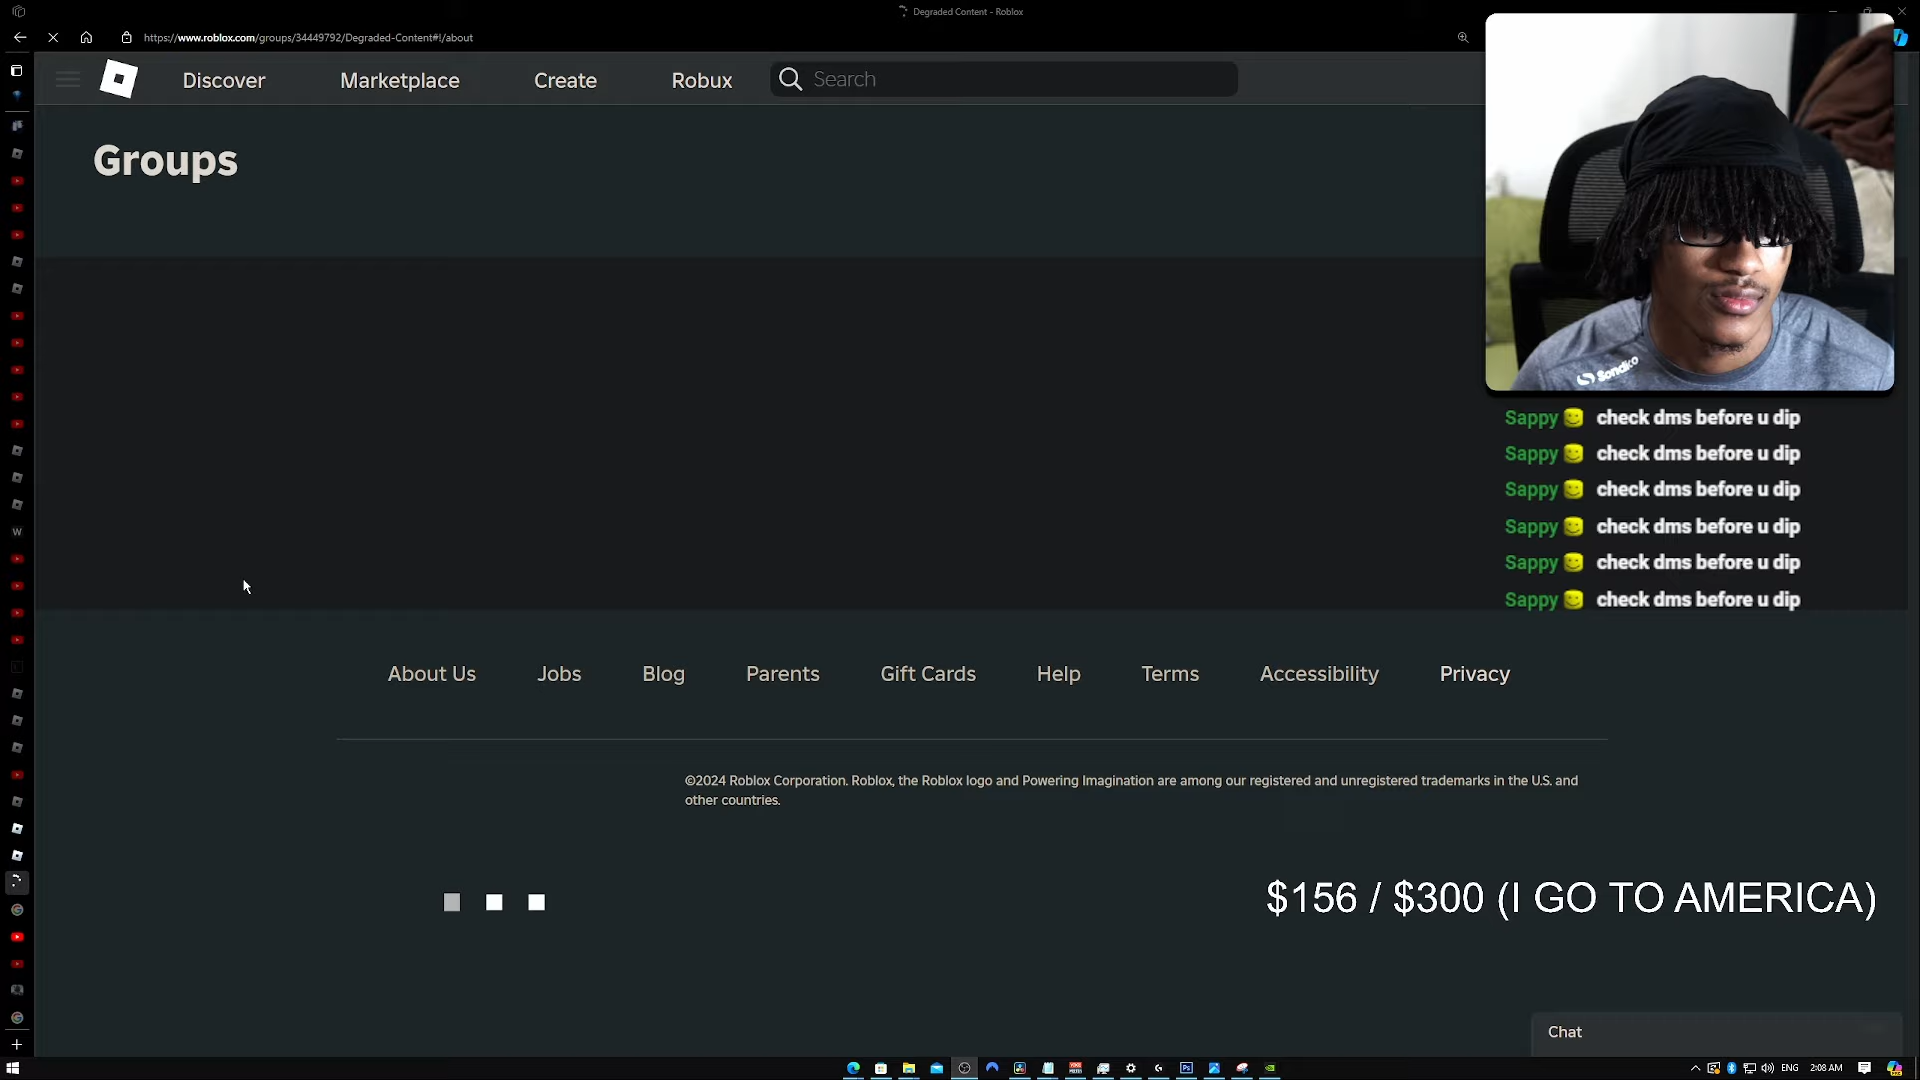 Degraded Content - Roblox
https://www.roblox.com/groups/34449792/Degraded-Content#!/about
Discover
Marketplace
Create
Robux
Search
Groups
Sondico
Sappy check dms before u dip
Sappy check dms before u dip
Sappy check dms before u dip
Sappy check dms before u dip
Sappy check dms before u dip
Sappy check dms before u dip
W
About Us
Jobs
Blog
Parents
Gift Cards
Help
Terms
Accessibility
Privacy
©2024 Roblox Corporation. Roblox, the Roblox logo and Powering Imagination are among our registered and unregistered trademarks in the U.S. and
other countries.
$156 / $300 (I GO TO AMERICA)
Chat
ENG
2:08 AM